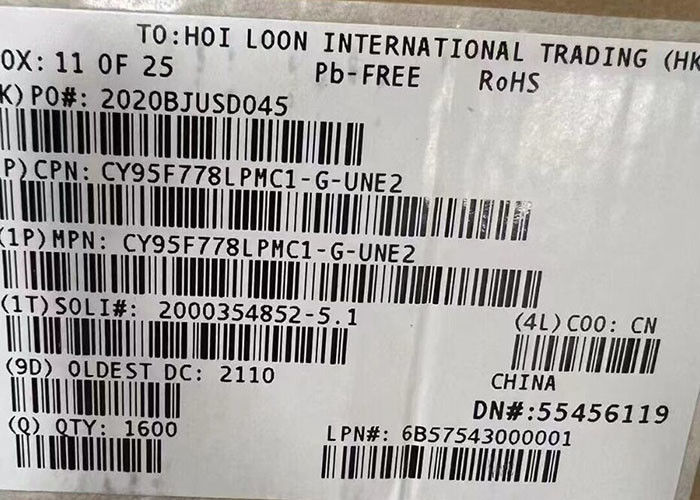 TO:HOI LOON INTERNATIONAL TRADING (HK
OX: 11 OF 25 Pb-FREE RoHS
K) PO#: 2020BJUSD045
P) CPN: CY95F778LPMC1-G-UNE2
(1P) MPN: CY95F778LPMC1-G-UNE2
(1T) SOLI#: 2000354852-5.1
(4L) COO: CN
(9D) OLDEST DC: 2110
CHINA
DN#:55456119
(Q) QTY: 1600
LPN#: 6B57543000001